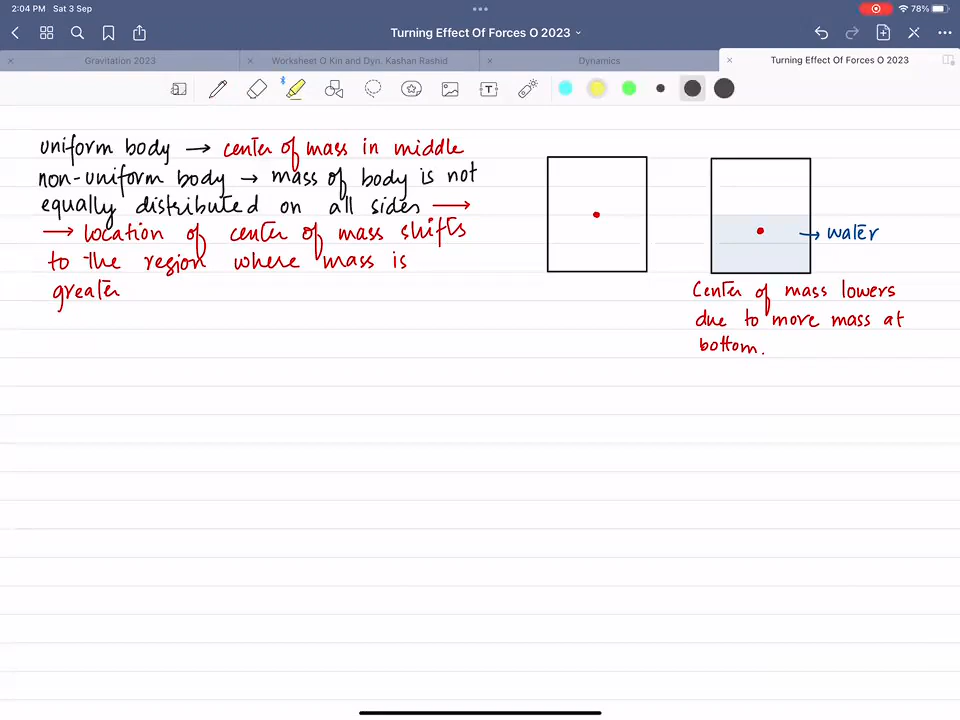 2:04 PM Sat 3 Sep
78%
Turning Effect Of Forces O 2023
Gravitation 2023
Worksheet O Kin and Dyn. Kashan Rashid
Dynamics
Turning Effect Of Forces O 2023
uniform body → center of mass in middle
non-uniform body → mass of body is not
equally distributed on all sides →
→ location of center of mass shifts
to the region where mass is
greater
→ water
Center of mass lowers
due to more mass at
bottom.